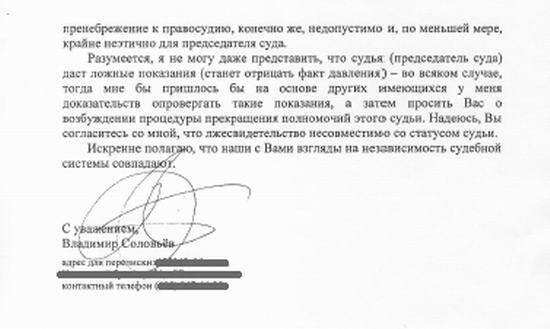 пренебрежение к правосудию, конечно же, недопустимо и, по меньшей мере,
крайне неэтично для председателя суда.
Разумеется, я не могу даже представить, что судья (председатель суда)
даст ложные показания (станет отрицать факт давления) – во всяком случае,
тогда мне бы пришлось бы на основе других имеющихся у меня
доказательств опровергать такие показания, а затем просить Вас о
возбуждении процедуры прекращения полномочий этого судьи. Надеюсь, Вы
согласитесь со мной, что лжесвидетельство несовместимо со статусом судьи.
Искренне полагаю, что наши с Вами взгляды на независимость судебной
системы совпадают.
С уважением,
Владимир Соловьёв
адрес для переписки:
контактный телефон (